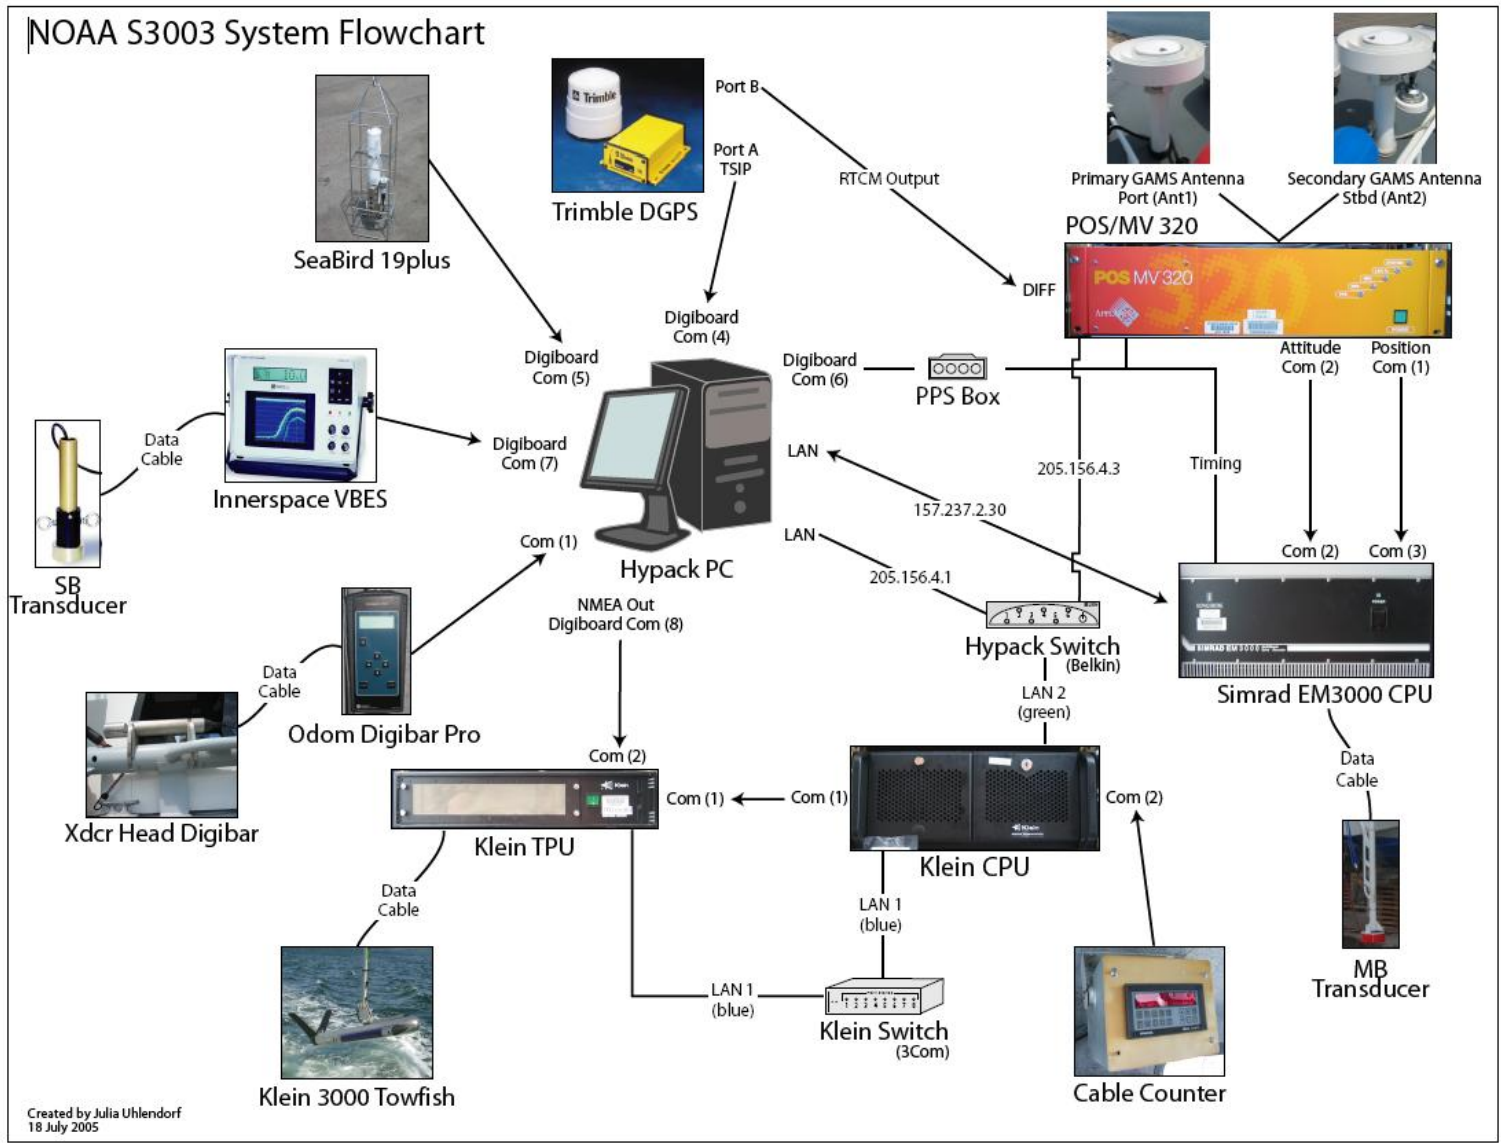 NOAA S3003 System Flowchart
SeaBird 19plus
Trimble
Trimble DGPS
Port B
Port A
TSIP
RTCM Output
Primary GAMS Antenna
Port (Ant1)
Secondary GAMS Antenna
Stbd (Ant2)
POS/MV 320
DIFF
POS MV 320
320
Digiboard
Com (4)
Digiboard
Com (5)
Digiboard
Com (6)
PPS Box
Attitude
Com (2)
Position
Com (1)
Data
Cable
Innerspace VBES
Digiboard
Com (7)
LAN
205.156.4.3
Timing
157.237.2.30
SB
Transducer
Com (1)
Hypack PC
LAN
205.156.4.1
Com (2)
Com (3)
NMEA Out
Digiboard Com (8)
Hypack Switch
(Belkin)
SIMRAD EM 3000
Simrad EM3000 CPU
Data
Cable
Odom Digibar Pro
LAN 2
(green)
Xdcr Head Digibar
Com (2)
Klein
Klein TPU
Com (1)
Com (1)
Klein
Klein CPU
Com (2)
Data
Cable
Data
Cable
LAN 1
(blue)
MB
Transducer
LAN 1
(blue)
Klein Switch
(3Com)
Klein 3000 Towfish
Cable Counter
Created by Julia Uhlendorf
18 July 2005